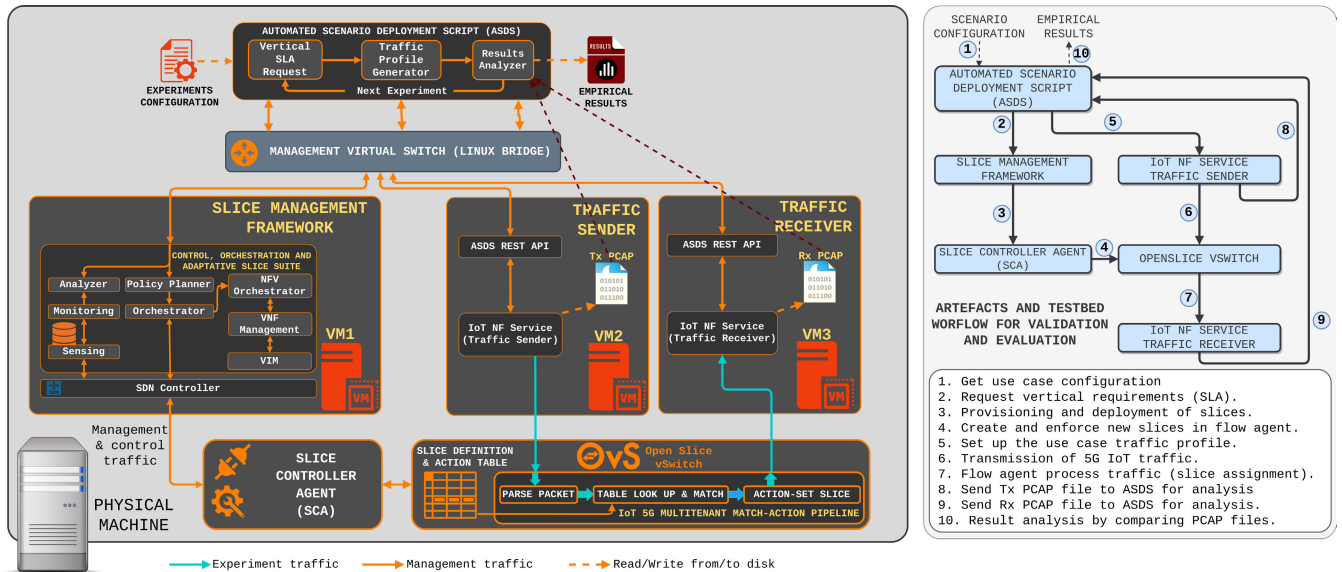 AUTOMATED SCENARIO DEPLOYMENT SCRIPT (ASDS)
Vertical
SLA
Request
Traffic
Profile
Generator
Results
Analyzer
Next Experiment
EXPERIMENTS
CONFIGURATION
RESULTS
EMPIRICAL
RESULTS
MANAGEMENT VIRTUAL SWITCH (LINUX BRIDGE)
SLICE MANAGEMENT
FRAMEWORK
CONTROL, ORCHESTRATION AND
ADAPTATIVE SLICE SUITE
Analyzer
Policy Planner
NFV
Orchestrator
Monitoring
Orchestrator
VNF
Management
Sensing
VIM
SDN Controller
VM1
VM
TRAFFIC
SENDER
ASDS REST API
Tx PCAP
010101
011010
011100
IoT NF Service
(Traffic Sender)
VM2
VM
TRAFFIC
RECEIVER
ASDS REST API
Rx PCAP
010101
011010
011100
IoT NF Service
(Traffic Receiver)
VM3
VM
Management
& control
traffic
PHYSICAL
MACHINE
SLICE
CONTROLLER
AGENT
(SCA)
SLICE DEFINITION
& ACTION TABLE
OvS
Open Slice
vSwitch
PARSE PACKET
TABLE LOOK UP & MATCH
ACTION-SET SLICE
IoT 5G MULTITENANT MATCH-ACTION PIPELINE
Experiment traffic
Management traffic
Read/Write from/to disk
SCENARIO
CONFIGURATION
EMPIRICAL
RESULTS
1
10
AUTOMATED SCENARIO
DEPLOYMENT SCRIPT
(ASDS)
2
5
8
SLICE MANAGEMENT
FRAMEWORK
IoT NF SERVICE
TRAFFIC SENDER
3
6
SLICE CONTROLLER AGENT
(SCA)
4
OPENSLICE VSWITCH
7
9
ARTEFACTS AND TESTBED
WORFLOW FOR VALIDATION
AND EVALUATION
IoT NF SERVICE
TRAFFIC RECEIVER
1. Get use case configuration
2. Request vertical requirements (SLA).
3. Provisioning and deployment of slices.
4. Create and enforce new slices in flow agent.
5. Set up the use case traffic profile.
6. Transmission of 5G IoT traffic.
7. Flow agent process traffic (slice assignment).
8. Send Tx PCAP file to ASDS for analysis
9. Send Rx PCAP file to ASDS for analysis.
10. Result analysis by comparing PCAP files.